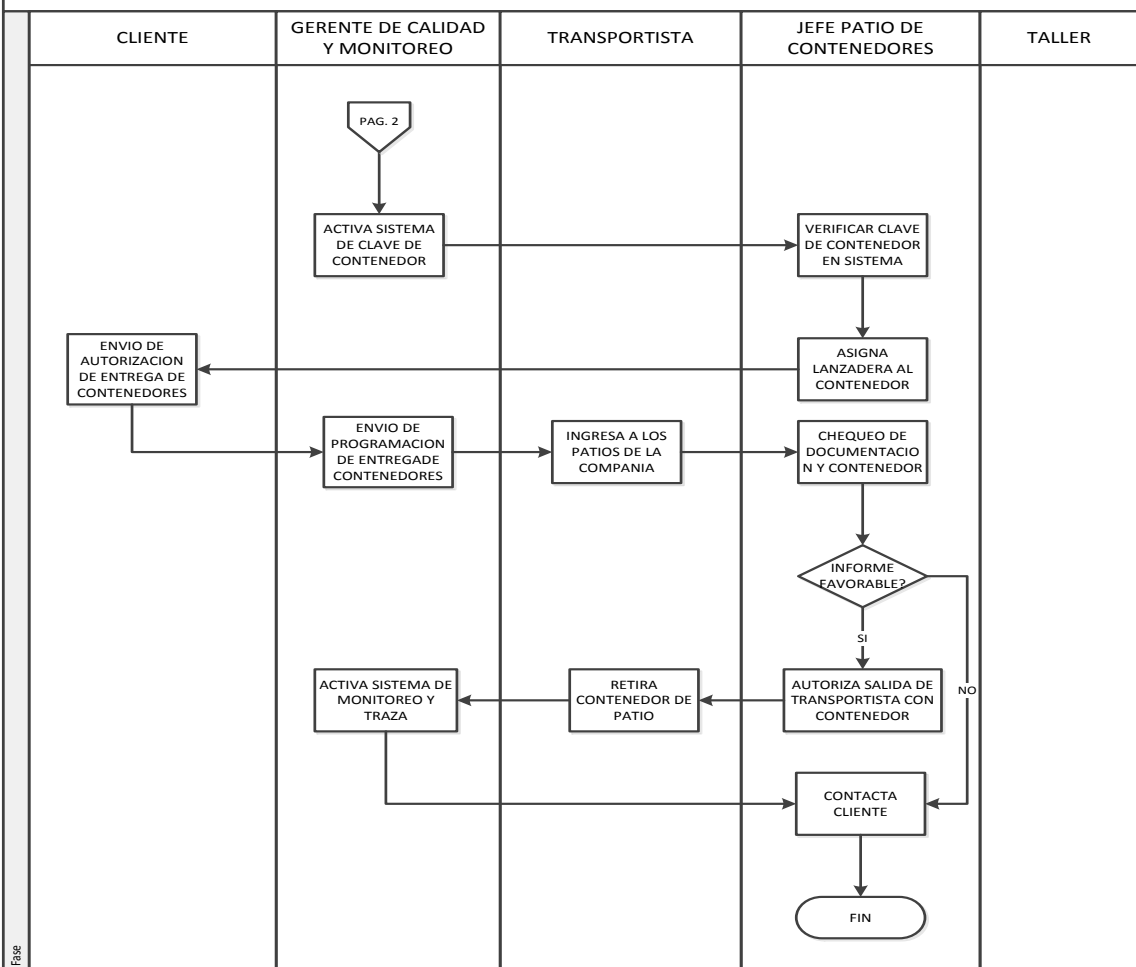 CLIENTE
GERENTE DE CALIDAD
Y MONITOREO
TRANSPORTISTA
JEFE PATIO DE
CONTENEDORES
TALLER
PAG. 2
ACTIVA SISTEMA
DE CLAVE DE
CONTENEDOR
VERIFICAR CLAVE
DE CONTENEDOR
EN SISTEMA
ASIGNA
LANZADERA AL
CONTENEDOR
ENVIO DE
AUTORIZACION
DE ENTREGA DE
CONTENEDORES
ENVIO DE
PROGRAMACION
DE ENTREGADE
CONTENEDORES
INGRESA A LOS
PATIOS DE LA
COMPANIA
CHEQUEO DE
DOCUMENTACIO
N Y CONTENEDOR
INFORME
FAVORABLE?
SI
NO
AUTORIZA SALIDA DE
TRANSPORTISTA CON
CONTENEDOR
RETIRA
CONTENEDOR DE
PATIO
ACTIVA SISTEMA DE
MONITOREO Y
TRAZA
CONTACTA
CLIENTE
FIN
Fase